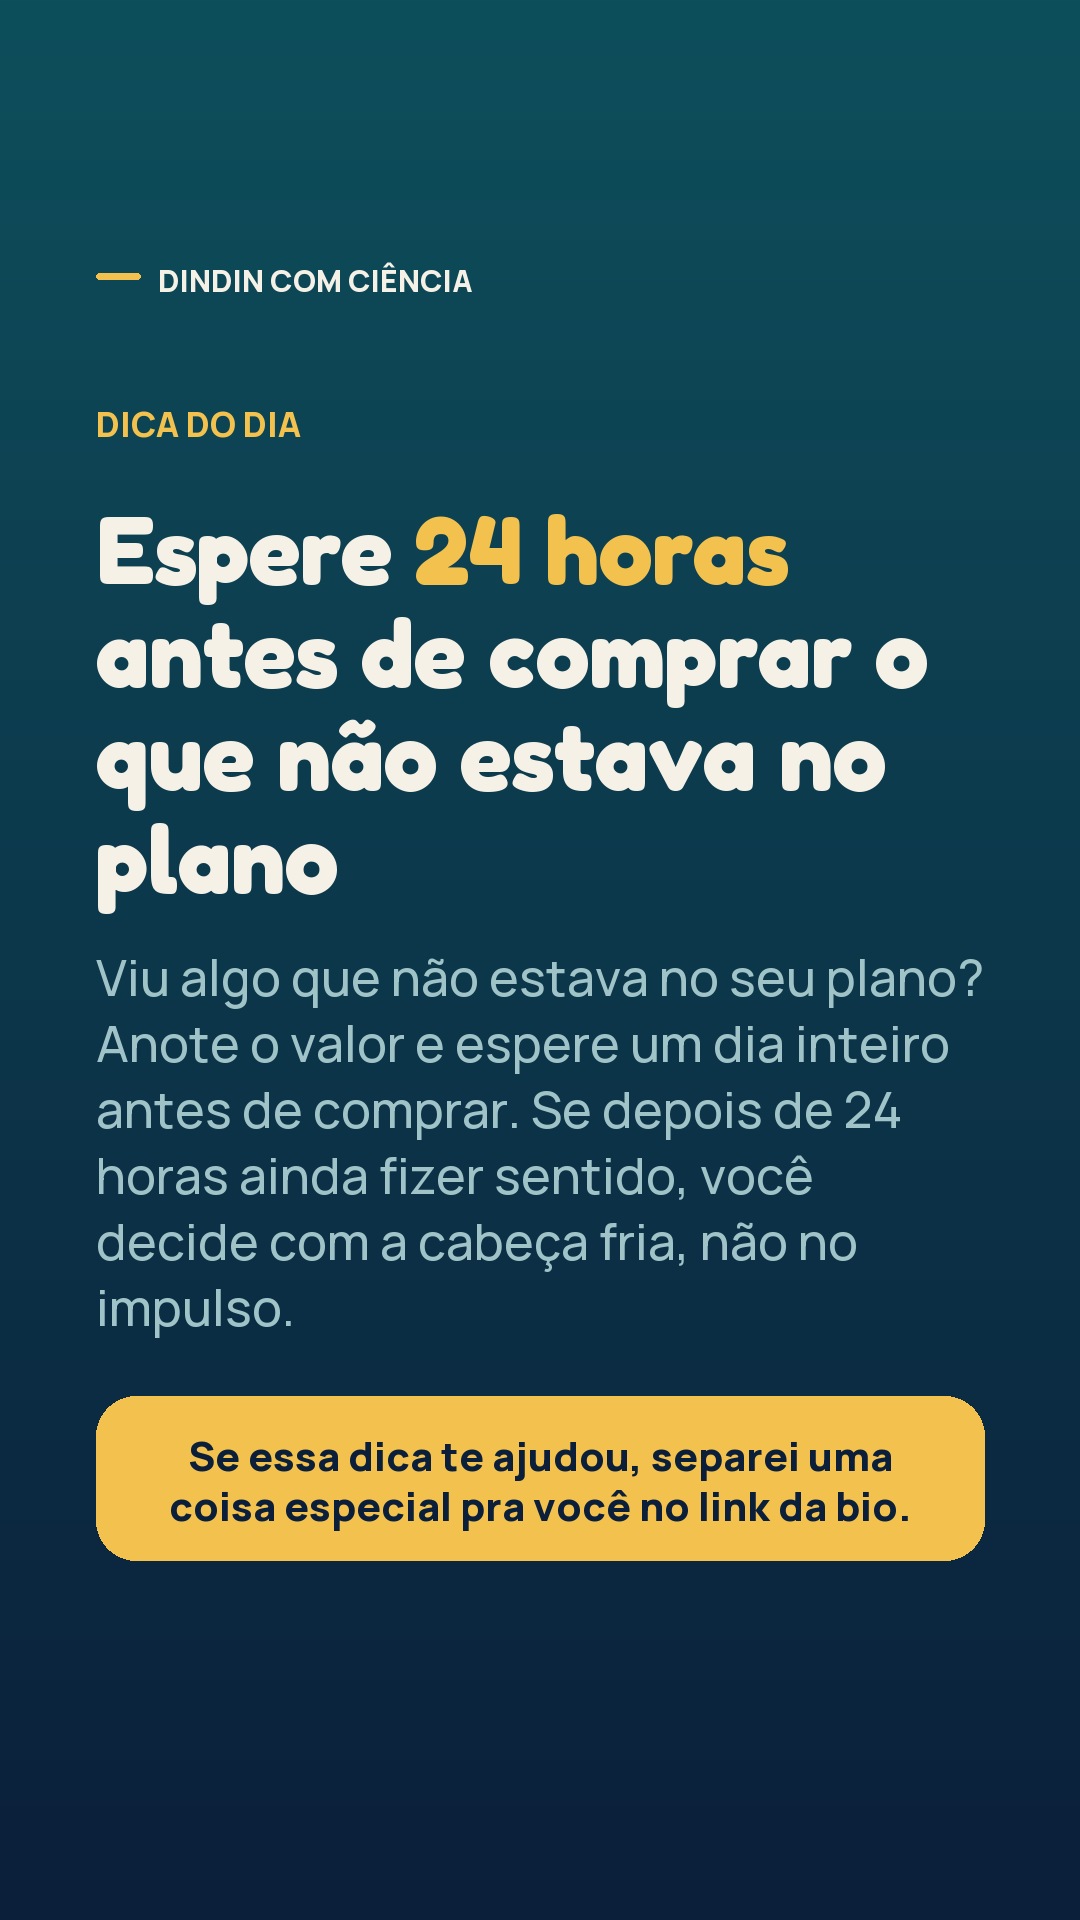 DINDIN COM CIÊNCIA
DICA DO DIA
Espere 24 horas
antes de comprar o
que não estava no
plano
Viu algo que não estava no seu plano?
Anote o valor e espere um dia inteiro
antes de comprar. Se depois de 24
horas ainda fizer sentido, você
decide com a cabeça fria, não no
impulso.
Se essa dica te ajudou, separei uma
coisa especial pra você no link da bio.